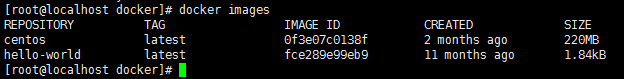 [root@localhost docker]# docker images
REPOSITORY TAG IMAGE ID CREATED SIZE
centos latest 0f3e07c0138f 2 months ago 220MB
hello-world latest fce289e99eb9 11 months ago 1.84kB
[root@localhost docker]#